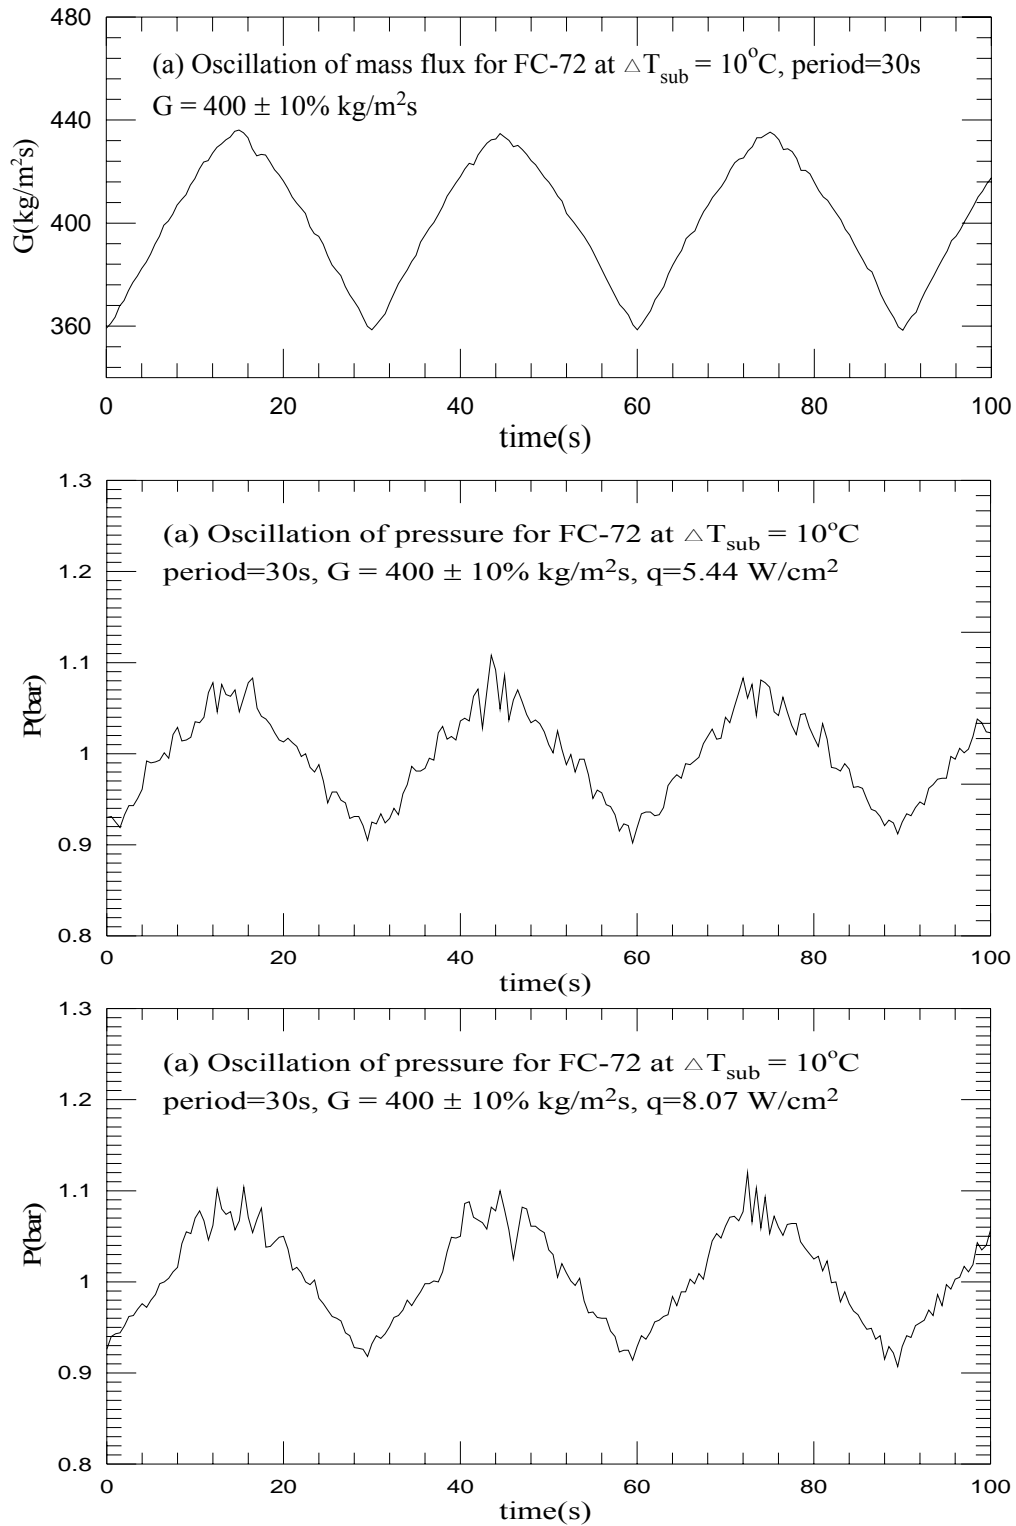 480
(a) Oscillation of mass flux for FC-72 at △Tsub = 10°C, period=30s
G = 400 ± 10% kg/m²s
440
G(kg/m²s)
400
360
0 20 40 60 80 100
time(s)
1.3
(a) Oscillation of pressure for FC-72 at △Tsub = 10°C
period=30s, G = 400 ± 10% kg/m²s, q=5.44 W/cm²
1.2
1.1
P(bar)
1
0.9
0.8
0 20 40 60 80 100
time(s)
1.3
(a) Oscillation of pressure for FC-72 at △Tsub = 10°C
period=30s, G = 400 ± 10% kg/m²s, q=8.07 W/cm²
1.2
1.1
P(bar)
1
0.9
0.8
0 20 40 60 80 100
time(s)